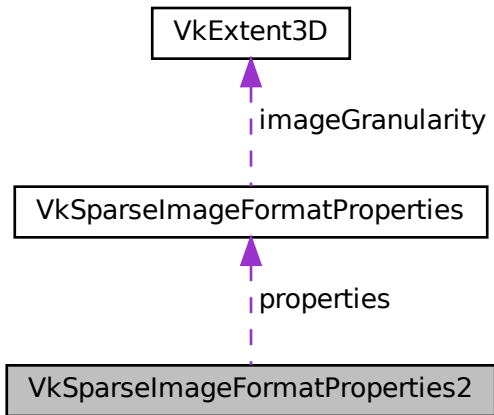 VkExtent3D
imageGranularity
VkSparseImageFormatProperties
properties
VkSparseImageFormatProperties2